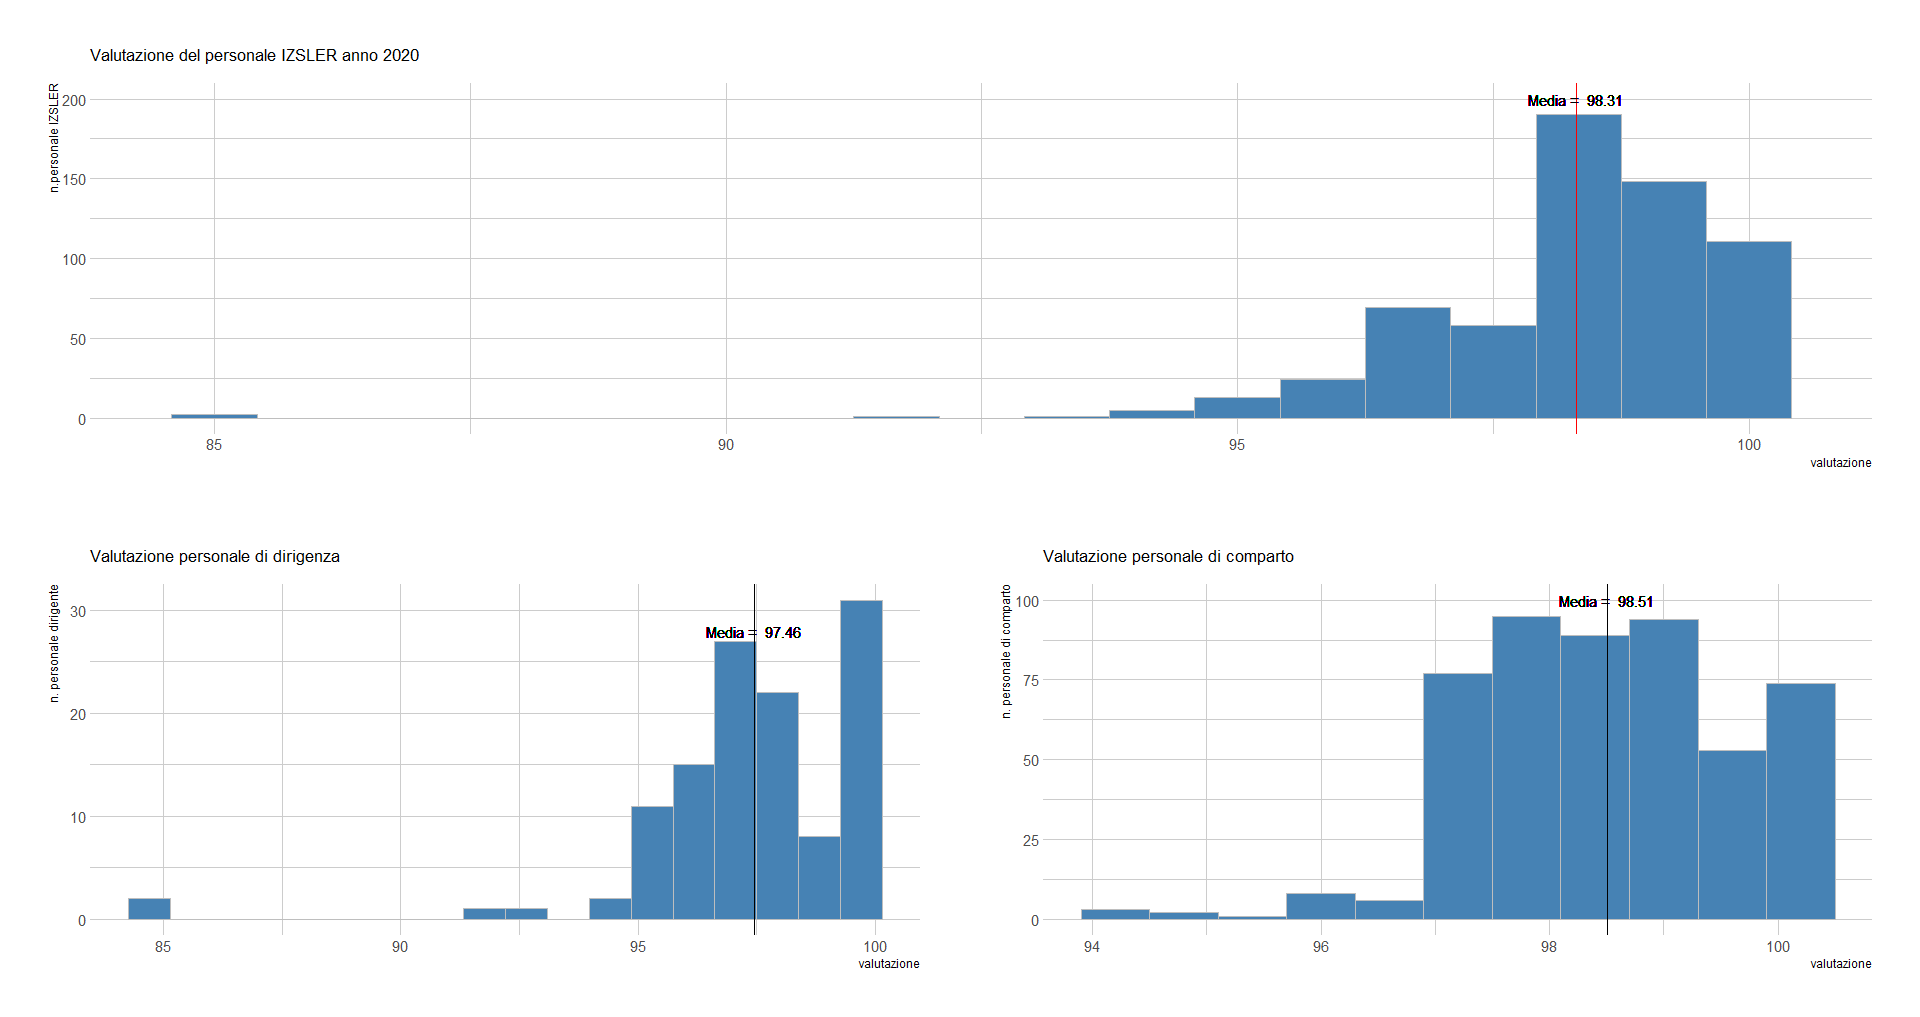 Valutazione del personale IZSLER anno 2020
n.personale IZSLER
200
150
100
50
0
Media = 98.31
85
90
95
100
valutazione
Valutazione personale di dirigenza
n. personale dirigente
30
20
10
0
Media = 97.46
85
90
95
100
valutazione
Valutazione personale di comparto
n. personale di comparto
100
75
50
25
0
Media = 98.51
94
96
98
100
valutazione